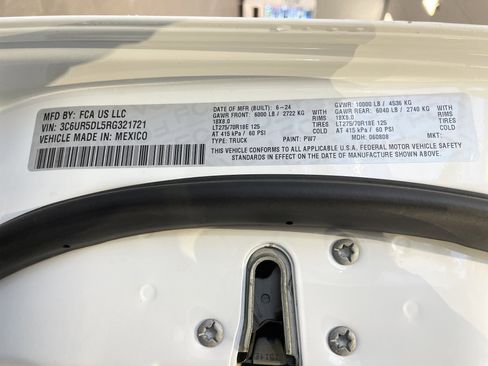 MFD BY: FCA US LLC
VIN: 3C6UR5DL5RG321721
VEHICLE MADE IN: MEXICO
DATE OF MFR (BUILT): 6-24
GAWR FRONT: 6000 LB / 2722 KG WITH
18X8.0 RIMS
LT275/70R18E 125 TIRES
AT 415 kPa / 60 PSI COLD
TYPE: TRUCK PAINT: PW7
GVWR: 10000 LB / 4536 KG
GAWR REAR: 6040 LB / 2740 KG WITH
18X8.0 RIMS
LT275/70R18E 125 TIRES
AT 415 kPa / 60 PSI COLD
MDH: 060808 MKT:
THIS VEHICLE CONFORMS TO ALL APPLICABLE U.S.A. FEDERAL MOTOR VEHICLE SAFETY
STANDARDS IN EFFECT ON THE DATE OF MANUFACTURE SHOWN ABOVE.